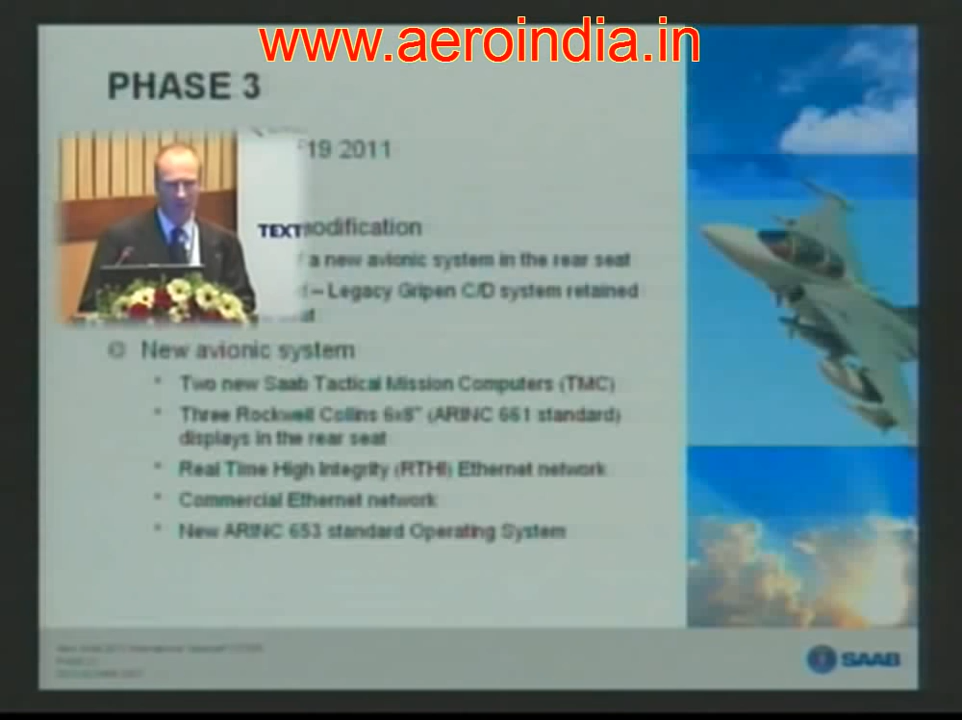 www.aeroindia.in
PHASE 3
19 2011
TEXT
modification
a new avionic system in the rear seat
– Legacy Gripen C/D system retained
New avionic system
Two new Saab Tactical Mission Computers (TMC)
Three Rockwell Collins 6x8" (ARINC 661 standard)
displays in the rear seat
Real Time High Integrity (RTHI) Ethernet network
Commercial Ethernet network
New ARINC 653 standard Operating System
SAAB